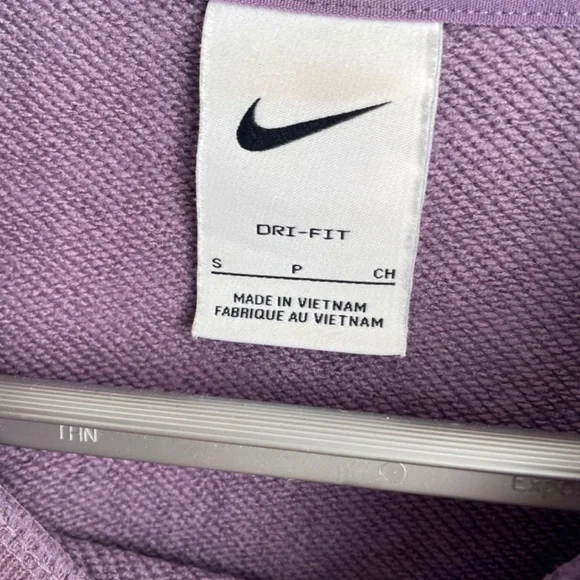 DRI-FIT
S P CH
MADE IN VIETNAM
FABRIQUE AU VIETNAM